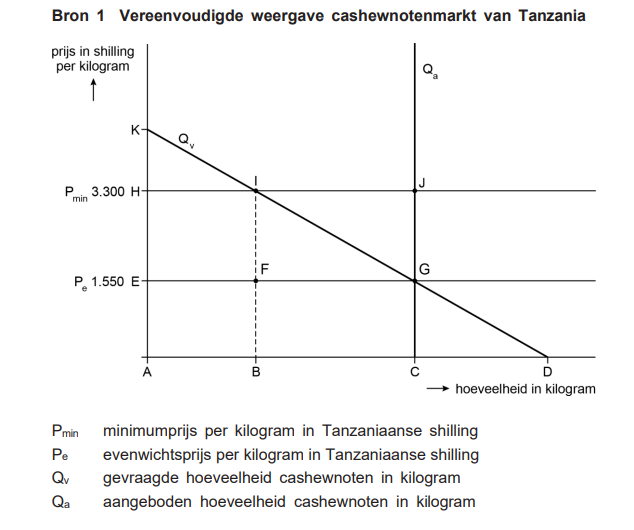 Bron 1 Vereenvoudigde weergave cashewnotenmarkt van Tanzania
prijs in shilling
per kilogram
Qa
K
Qv
I
J
Pmin 3.300 H
F
G
Pe 1.550 E
A
B
C
D
hoeveelheid in kilogram
Pmin minimumprijs per kilogram in Tanzaniaanse shilling
Pe evenwichtsprijs per kilogram in Tanzaniaanse shilling
Qv gevraagde hoeveelheid cashewnoten in kilogram
Qa aangeboden hoeveelheid cashewnoten in kilogram